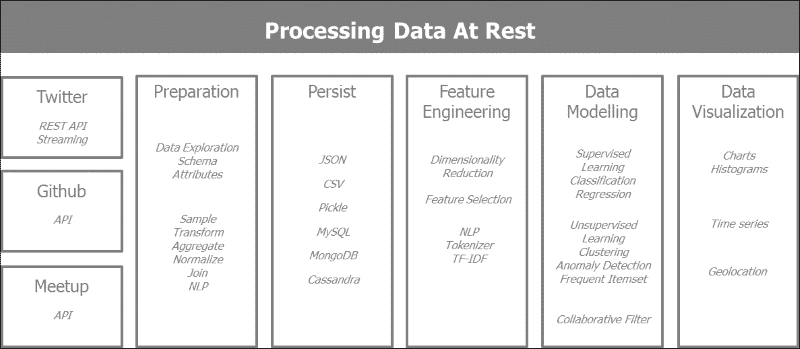 Processing Data At Rest
Twitter
REST API
Streaming
Github
API
Meetup
API
Preparation
Data Exploration
Schema
Attributes
Sample
Transform
Aggregate
Normalize
Join
NLP
Persist
JSON
CSV
Pickle
MySQL
MongoDB
Cassandra
Feature
Engineering
Dimensionality
Reduction
Feature Selection
NLP
Tokenizer
TF-IDF
Data
Modelling
Supervised
Learning
Classification
Regression
Unsupervised
Learning
Clustering
Anomaly Detection
Frequent Itemset
Collaborative Filter
Data
Visualization
Charts
Histograms
Time series
Geolocation